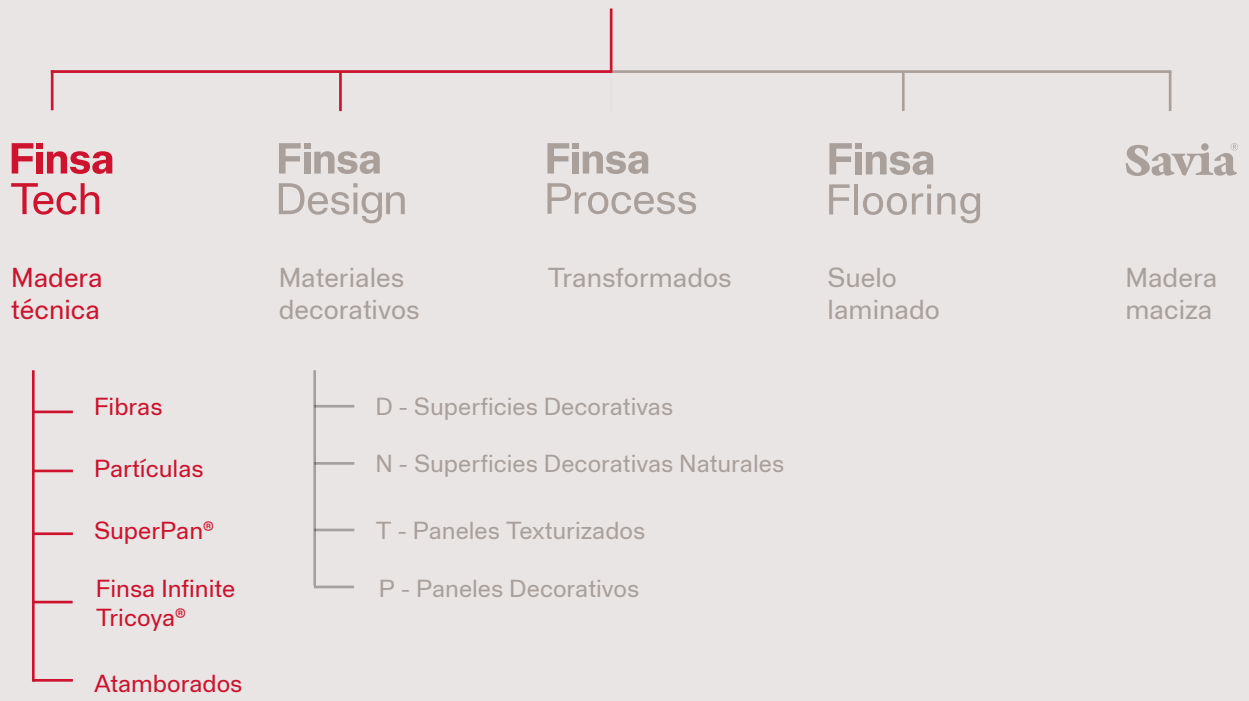 Finsa
Tech
Finsa
Design
Finsa
Process
Finsa
Flooring
Savia®
Madera
técnica
Materiales
decorativos
Transformados
Suelo
laminado
Madera
maciza
Fibras
Partículas
SuperPan®
Finsa Infinite
Tricoya®
Atamborados
D - Superficies Decorativas
N - Superficies Decorativas Naturales
T - Paneles Texturizados
P - Paneles Decorativos